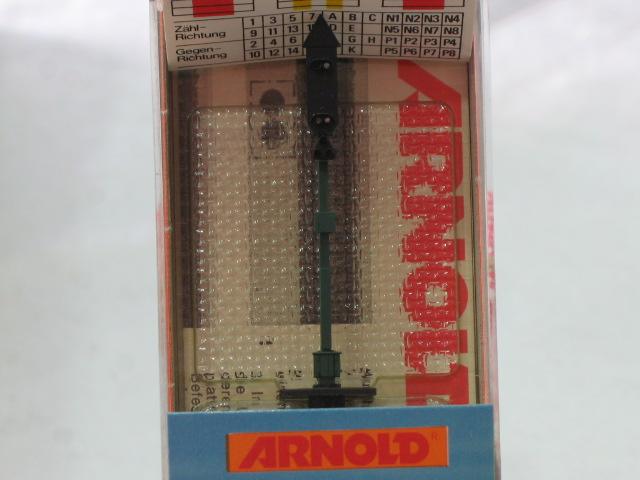 Zähl-
Richtung
Gegen-
Richtung
1 3 5 7 A B C N1 N2 N3 N4
9 11 13 D E N5 N6 N7 N8
2 4 6 G H P1 P2 P3 P4
10 12 14 K P5 P6 P7 P8
ARNOLD
ARNOLD®